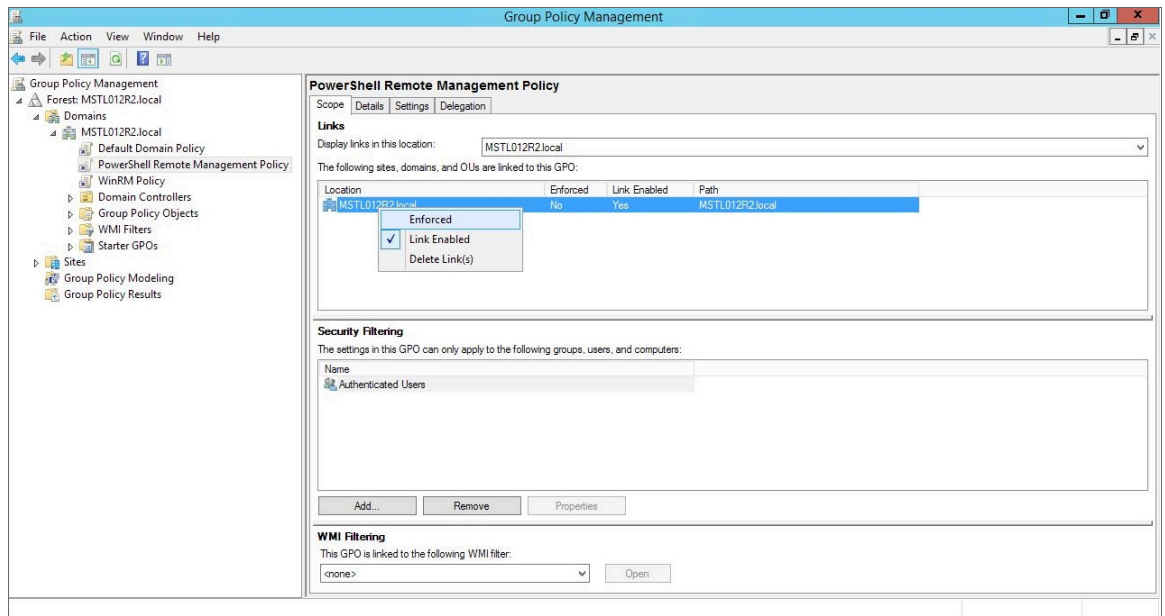 Group Policy Management
File Action View Window Help
Group Policy Management
Forest: MSTL012R2.local
Domains
MSTL012R2.local
Default Domain Policy
PowerShell Remote Management Policy
WinRM Policy
Domain Controllers
Group Policy Objects
WMI Filters
Starter GPOs
Sites
Group Policy Modeling
Group Policy Results
PowerShell Remote Management Policy
Scope Details Settings Delegation
Links
Display links in this location: MSTL012R2.local
The following sites, domains, and OUs are linked to this GPO:
Location Enforced Link Enabled Path
MSTL012R2.local No Yes MSTL012R2.local
Enforced
Link Enabled
Delete Link(s)
Security Filtering
The settings in this GPO can only apply to the following groups, users, and computers:
Name
Authenticated Users
Add... Remove Properties
WMI Filtering
This GPO is linked to the following WMI filter:
<none> Open